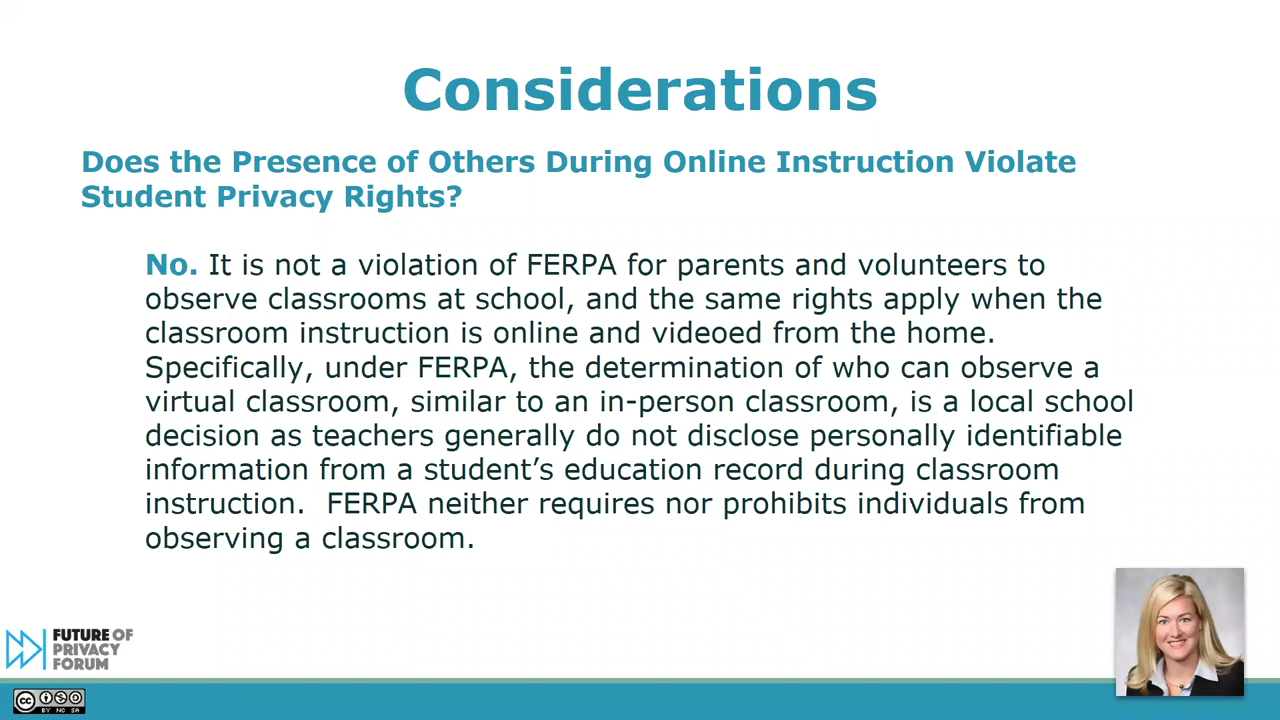 Considerations
Does the Presence of Others During Online Instruction Violate
Student Privacy Rights?
No. It is not a violation of FERPA for parents and volunteers to
observe classrooms at school, and the same rights apply when the
classroom instruction is online and videoed from the home.
Specifically, under FERPA, the determination of who can observe a
virtual classroom, similar to an in-person classroom, is a local school
decision as teachers generally do not disclose personally identifiable
information from a student’s education record during classroom
instruction.  FERPA neither requires nor prohibits individuals from
observing a classroom.
FUTURE OF
PRIVACY
FORUM
cc
BY NC SA